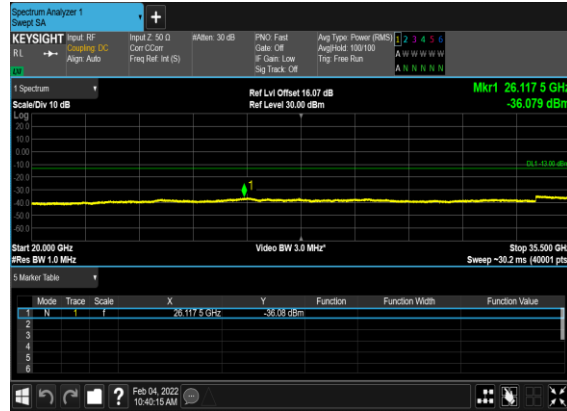 Spectrum Analyzer 1
Swept SA
KEYSIGHT Input: RF Input Z: 50 Ω #Atten: 30 dB PNO: Fast Avg Type: Power (RMS) 1 2 3 4 5 6
RL Coupling: DC Corr CCorr Gate: Off Avg|Hold: 100/100 A W W W W W
Align: Auto Freq Ref: Int (S) IF Gain: Low Trig: Free Run
Sig Track: Off A N N N N N
1 Spectrum Ref Lvl Offset 16.07 dB Mkr1 26.117 5 GHz
Scale/Div 10 dB Ref Level 30.00 dBm -36.079 dBm
Log
20.0
10.0
0.00
-10.0
DL1 -13.00 dBm
-20.0
-30.0
1
-40.0
-50.0
-60.0
Start 20.000 GHz Video BW 3.0 MHz* Stop 35.500 GHz
#Res BW 1.0 MHz Sweep ~30.2 ms (40001 pts)
5 Marker Table
Mode Trace Scale X Y Function Function Width Function Value
1 N 1 f 26.117 5 GHz -36.08 dBm
2
3
4
5
6
Feb 04, 2022
10:40:15 AM